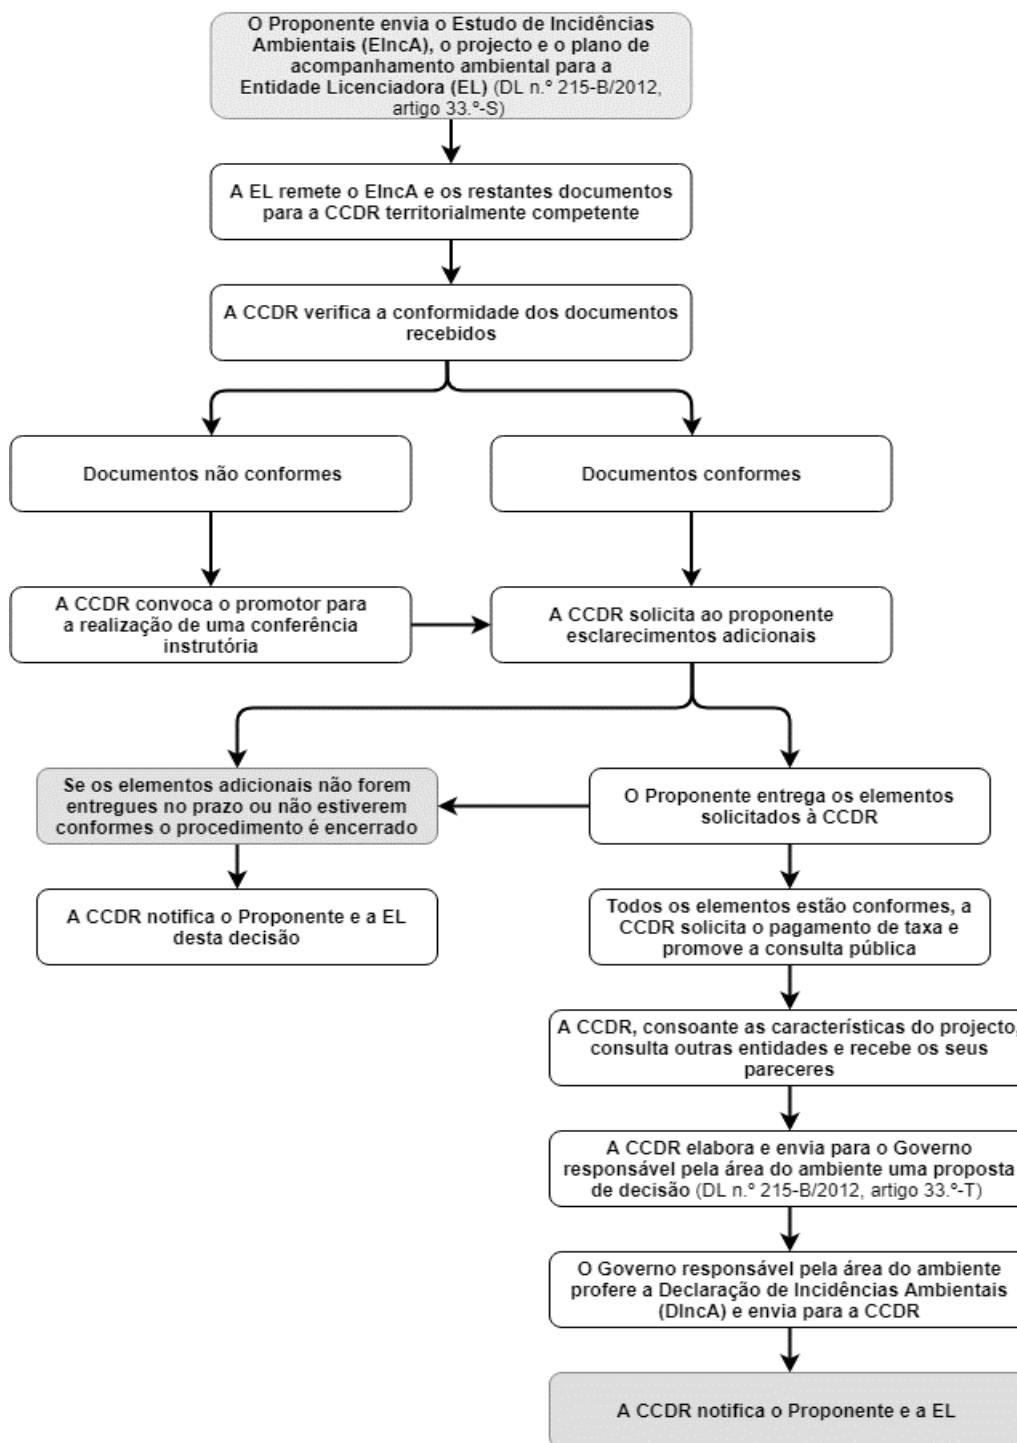 O Proponente envia o Estudo de Incidências
Ambientais (EIncA), o projecto e o plano de
acompanhamento ambiental para a
Entidade Licenciadora (EL) (DL n.º 215-B/2012,
artigo 33.º-S)
A EL remete o EIncA e os restantes documentos
para a CCDR territorialmente competente
A CCDR verifica a conformidade dos documentos
recebidos
Documentos não conformes
Documentos conformes
A CCDR convoca o promotor para
a realização de uma conferência
instrutória
A CCDR solicita ao proponente
esclarecimentos adicionais
Se os elementos adicionais não forem
entregues no prazo ou não estiverem
conformes o procedimento é encerrado
O Proponente entrega os elementos
solicitados à CCDR
A CCDR notifica o Proponente e a EL
desta decisão
Todos os elementos estão conformes, a
CCDR solicita o pagamento de taxa e
promove a consulta pública
A CCDR, consoante as características do projecto,
consulta outras entidades e recebe os seus
pareceres
A CCDR elabora e envia para o Governo
responsável pela área do ambiente uma proposta
de decisão (DL n.º 215-B/2012, artigo 33.º-T)
O Governo responsável pela área do ambiente
profere a Declaração de Incidências Ambientais
(DIncA) e envia para a CCDR
A CCDR notifica o Proponente e a EL